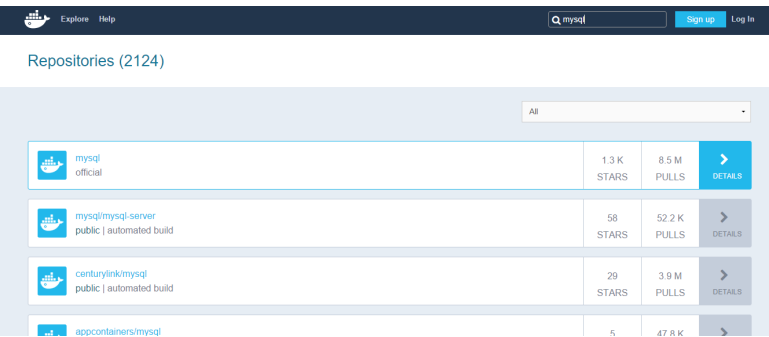 Explore Help mysql Sign up Log In
Repositories (2124)
All
mysql
official
1.3 K
STARS
8.5 M
PULLS
DETAILS
mysql/mysql-server
public | automated build
58
STARS
52.2 K
PULLS
DETAILS
centurylink/mysql
public | automated build
29
STARS
3.9 M
PULLS
DETAILS
appcontainers/mysql
5
47.8 K